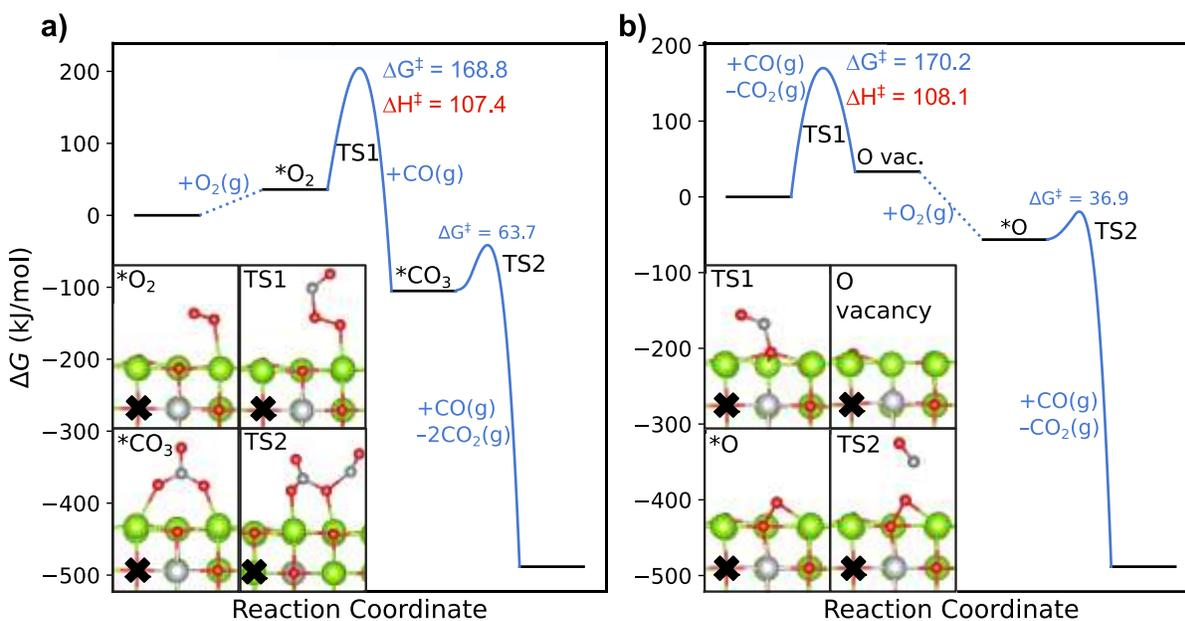 a)
ΔG (kJ/mol)
200
100
0
−100
−200
−300
−400
−500
ΔG‡ = 168.8
ΔH‡ = 107.4
TS1
+O₂(g)
*O₂
+CO(g)
ΔG‡ = 63.7
*CO₃
TS2
+CO(g)
–2CO₂(g)
*O₂
TS1
*CO₃
TS2
Reaction Coordinate
b)
200
100
0
−100
−200
−300
−400
−500
+CO(g)
–CO₂(g)
ΔG‡ = 170.2
ΔH‡ = 108.1
TS1
O vac.
+O₂(g)
ΔG‡ = 36.9
*O
TS2
+CO(g)
–CO₂(g)
TS1
O
vacancy
*O
TS2
Reaction Coordinate